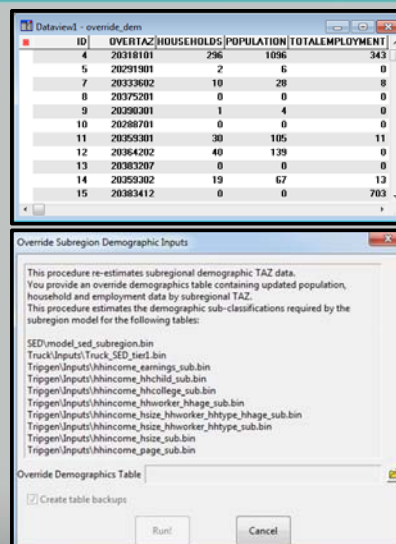 Dataview1 - override_dem
ID OVERTAZ HOUSEHOLDS POPULATION TOTALEMPLOYMENT
4 20318101 296 1096 343
5 20291901 2 6 0
7 20333602 10 28 8
8 20375201 0 0 0
9 20390301 1 4 0
10 20288701 0 0 0
11 20359301 30 105 11
12 20364202 40 139 0
13 20383207 0 0 0
14 20359302 19 67 13
15 20383412 0 0 703
Override Subregion Demographic Inputs
This procedure re-estimates subregional demographic TAZ data.
You provide an override demographics table containing updated population,
household and employment data by subregional TAZ.
This procedure estimates the demographic sub-classifications required by the
subregion model for the following tables:
SED\model_sed_subregion.bin
Truck\Inputs\Truck_SED_tier1.bin
Tripgen\Inputs\hhincome_earnings_sub.bin
Tripgen\Inputs\hhincome_hhchild_sub.bin
Tripgen\Inputs\hhincome_hhcollege_sub.bin
Tripgen\Inputs\hhincome_hhworker_hhage_sub.bin
Tripgen\Inputs\hhincome_hsize_hhworker_hhtype_hhage_sub.bin
Tripgen\Inputs\hhincome_hsize_hhworker_hhtype_sub.bin
Tripgen\Inputs\hhincome_hsize_sub.bin
Tripgen\Inputs\hhincome_page_sub.bin
Override Demographics Table
Create table backups
Run! Cancel